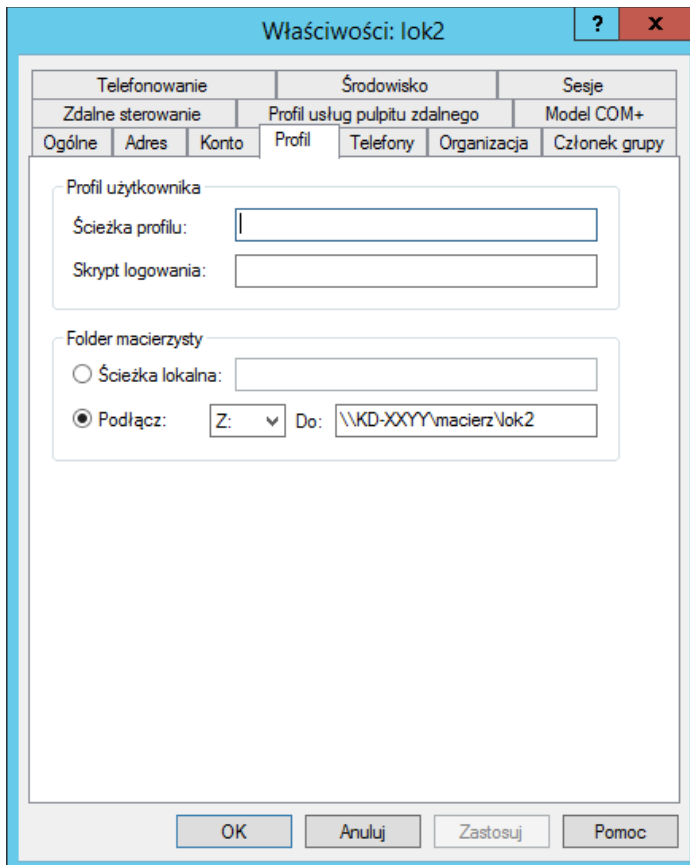 Właściwości: lok2
?
x
Telefonowanie Środowisko Sesje
Zdalne sterowanie Profil usług pulpitu zdalnego Model COM+
Ogólne Adres Konto Profil Telefony Organizacja Członek grupy
Profil użytkownika
Ścieżka profilu:
Skrypt logowania:
Folder macierzysty
Ścieżka lokalna:
Podłącz: Z: Do: \\KD-XXYY\macierz\lok2
OK Anuluj Zastosuj Pomoc